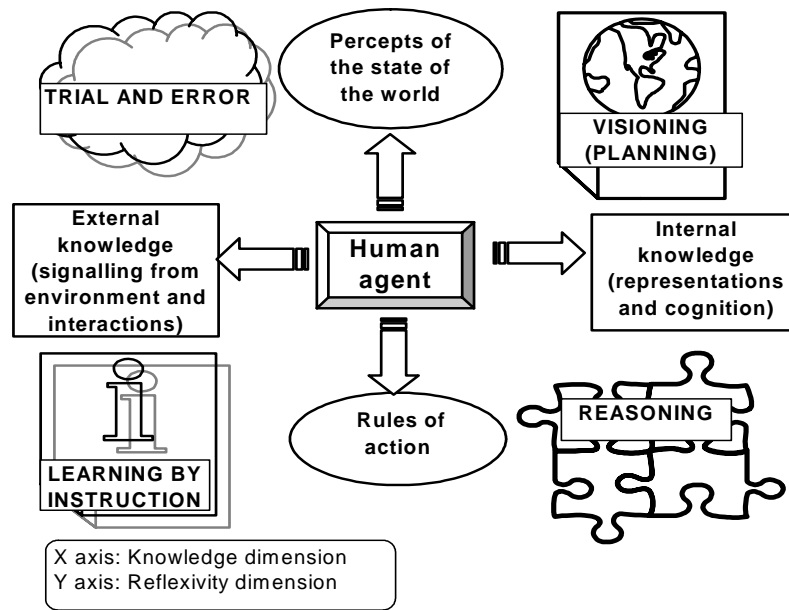 TRIAL AND ERROR
Percepts of
the state of
the world
VISIONING
(PLANNING)
External
knowledge
(signalling from
environment and
interactions)
Human
agent
Internal
knowledge
(representations
and cognition)
LEARNING BY
INSTRUCTION
Rules of
action
REASONING
X axis: Knowledge dimension
Y axis: Reflexivity dimension